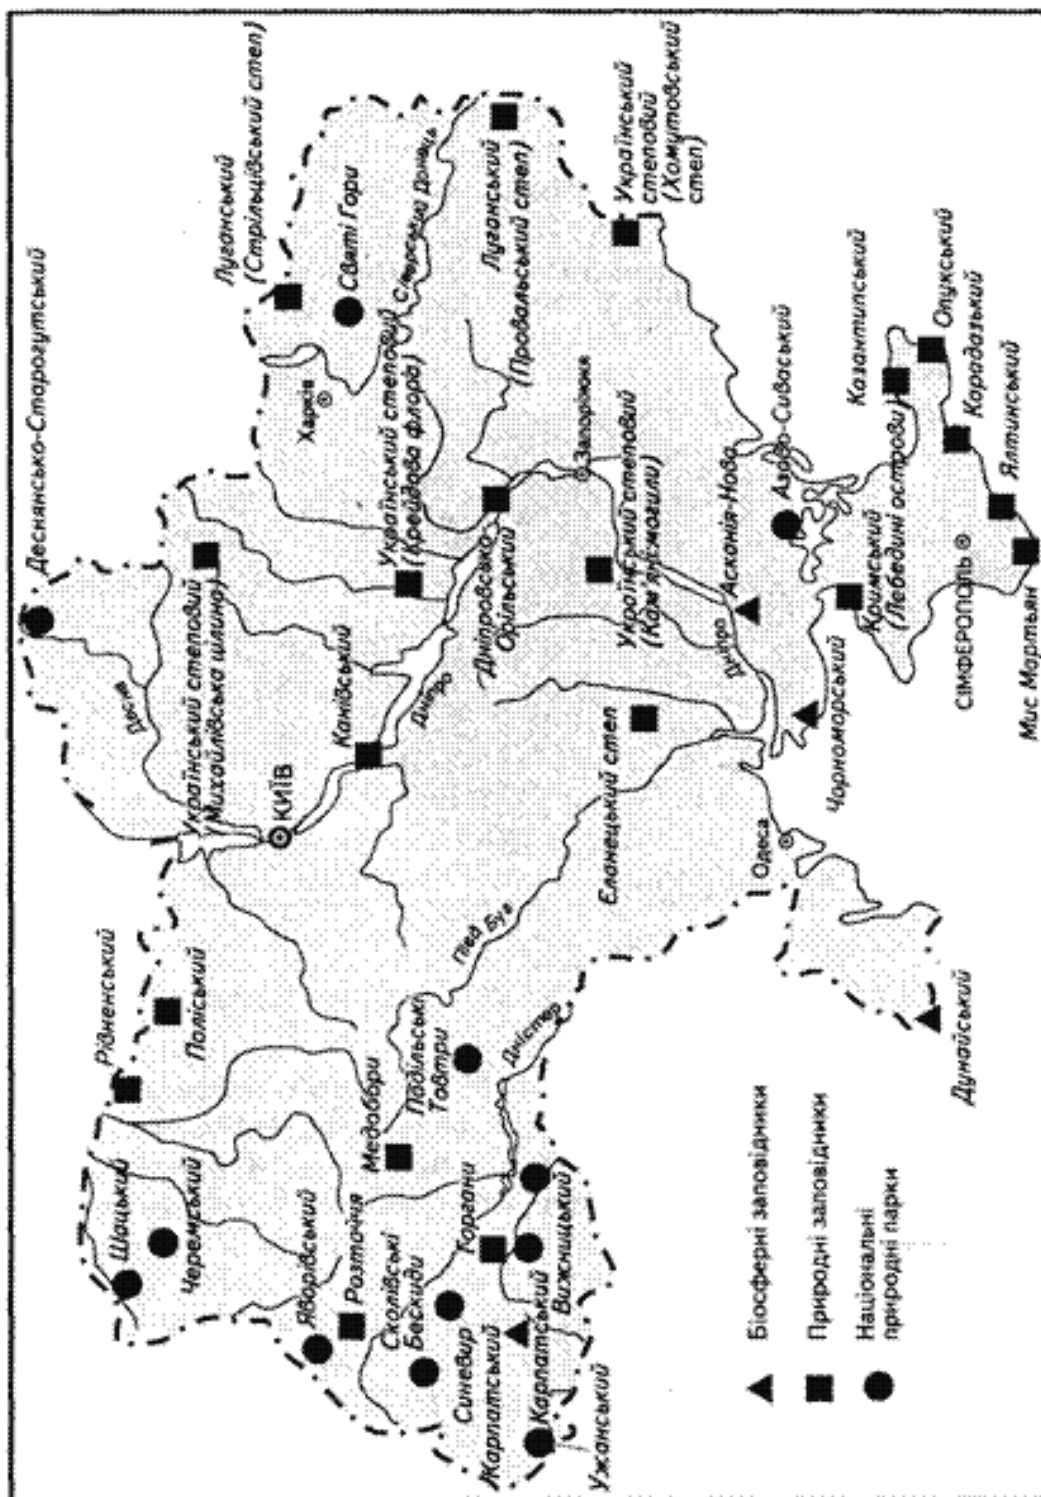 Деснянсько-Старогутський
Шацький
Рівненський
Черемський
Поліський
Десна
Український степовий
(Михайлівська цілина)
Луганський
(Стрільцівський степ)
КИЇВ
Харків
Святі Гори
Яворівський
Розточчя
Канівський
Український степовий
(Крейдова флора)
Сіверський Донець
Сколівські
Бескиди
Медобори
Подільські
Товтри
Дніпро
Луганський
(Провальський степ)
Синевир
Горгани
Півд Буг
Дніпровсько
Орільський
Карпатський
Карпатський
Вижницький
Дністер
Запоріжжя
Ужанський
Український степовий
(Кам'яні могили)
Український
степовий
(Хомутовський
степ)
Єланецький степ
Дніпро
Асканія-Нова
Одеса
Азово-Сиваський
Чорноморський
Кримський
(Лебедині острови)
Казантипський
Опукський
Карадазький
СІМФЕРОПОЛЬ
Ялтинський
Мис Мартьян
Дунайський
Біосферні заповідники
Природні заповідники
Національні
природні парки